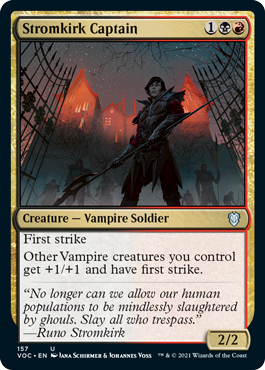 Stromkirk Captain 1
Creature — Vampire Soldier
First strike
Other Vampire creatures you control
get +1/+1 and have first strike.
“No longer can we allow our human
populations to be mindlessly slaughtered
by ghouls. Slay all who trespass.”
—Runo Stromkirk
2/2
157 U
VOC • EN Jana Schirmer & Johannes Voss ™ & © 2021 Wizards of the Coast